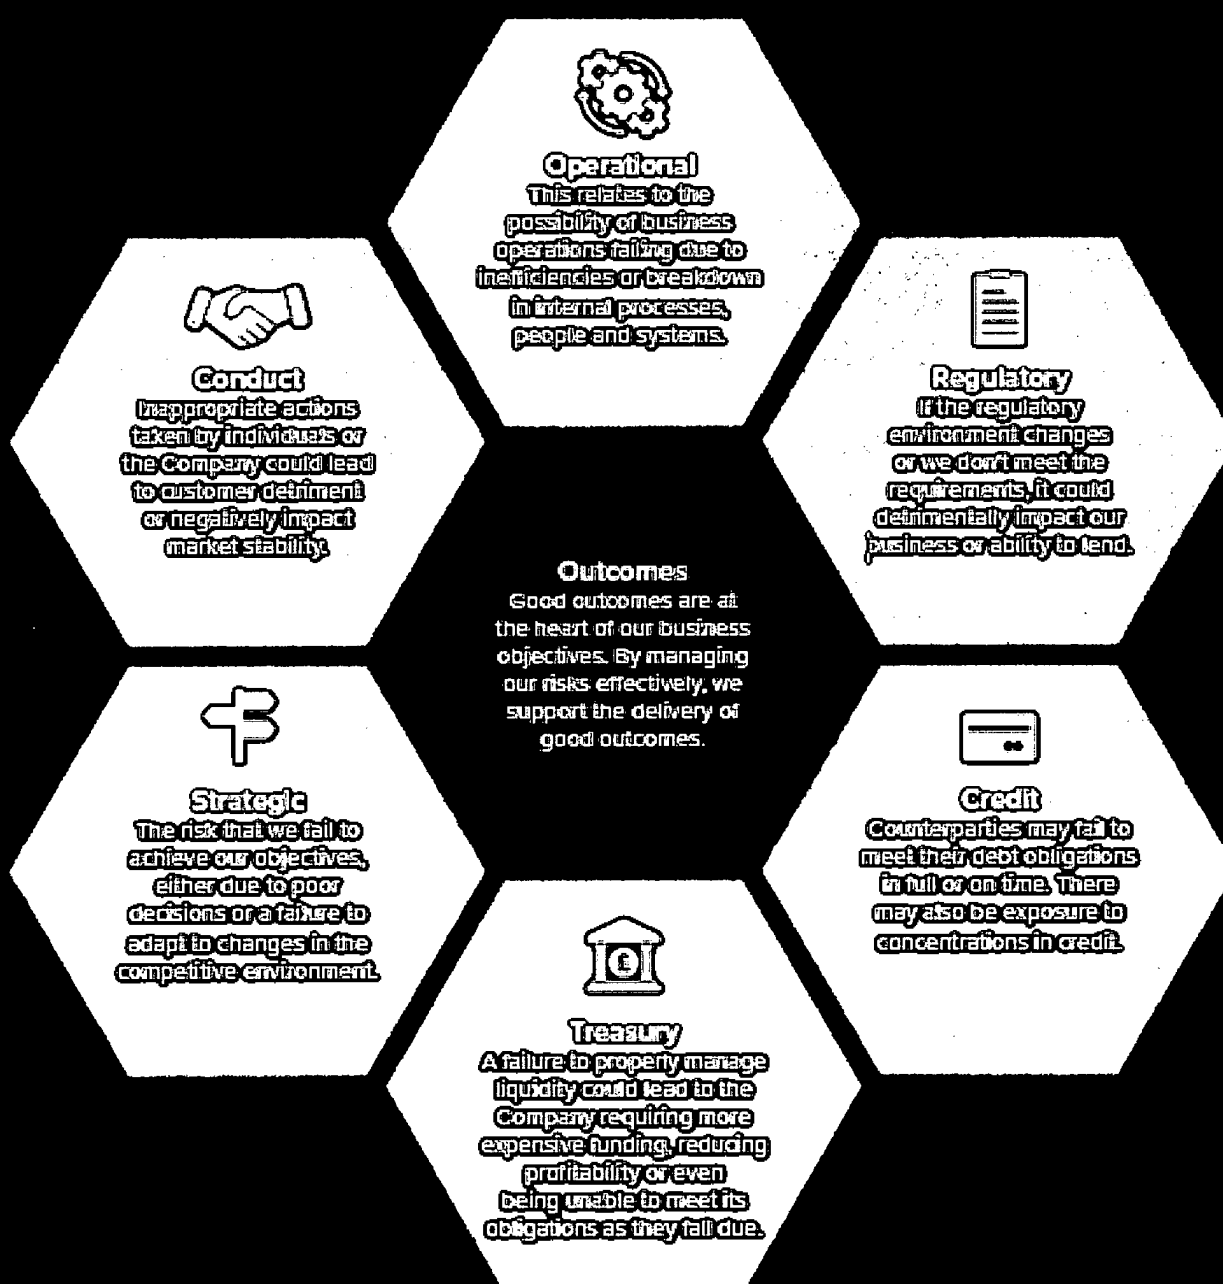 Operational
This relates to the
possibility of business
operations failing due to
inefficiencies or breakdown
in internal processes,
people and systems.
Conduct
Inappropriate actions
taken by individuals or
the Company could lead
to customer detriment
or negatively impact
market stability.
Regulatory
If the regulatory
environment changes
or we don't meet the
requirements, it could
detrimentally impact our
business or ability to lend.
Outcomes
Good outcomes are at
the heart of our business
objectives. By managing
our risks effectively, we
support the delivery of
good outcomes.
Strategic
The risk that we fail to
achieve our objectives,
either due to poor
decisions or a failure to
adapt to changes in the
competitive environment.
Credit
Counterparties may fail to
meet their debt obligations
in full or on time. There
may also be exposure to
concentrations in credit.
£
Treasury
A failure to properly manage
liquidity could lead to the
Company requiring more
expensive funding, reducing
profitability or even
being unable to meet its
obligations as they fall due.